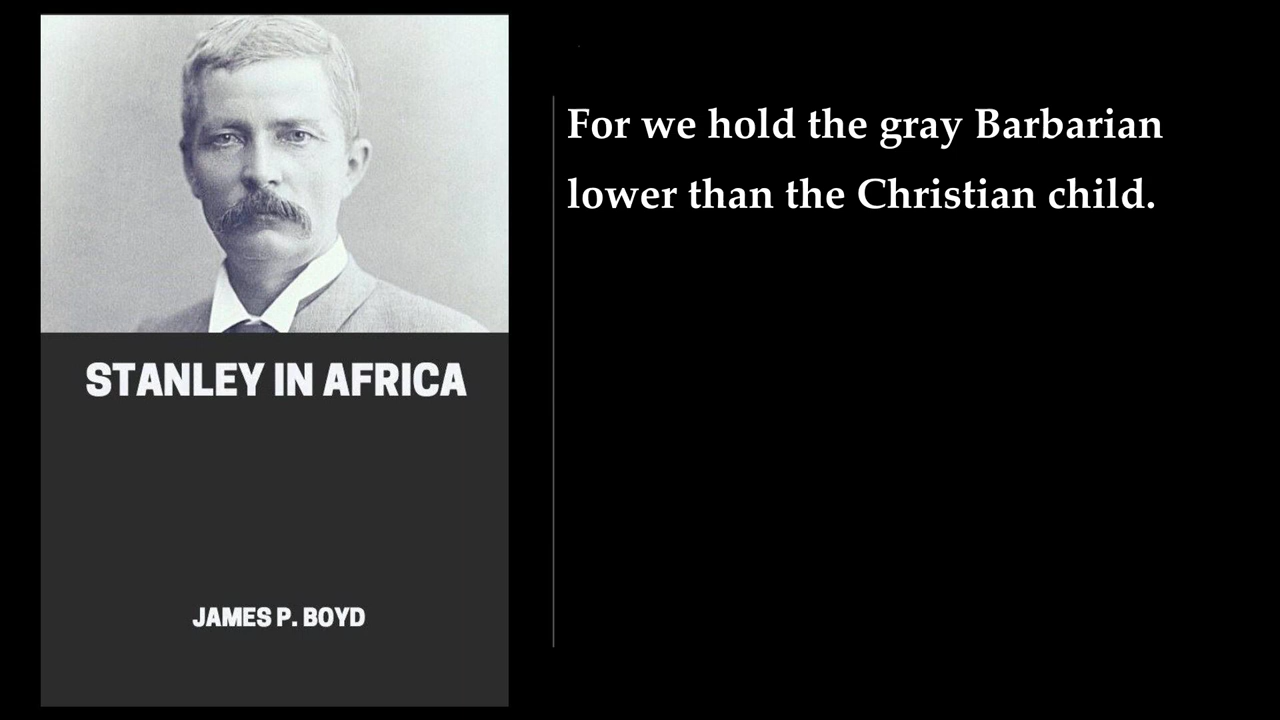 STANLEY IN AFRICA
JAMES P. BOYD
For we hold the gray Barbarian
lower than the Christian child.